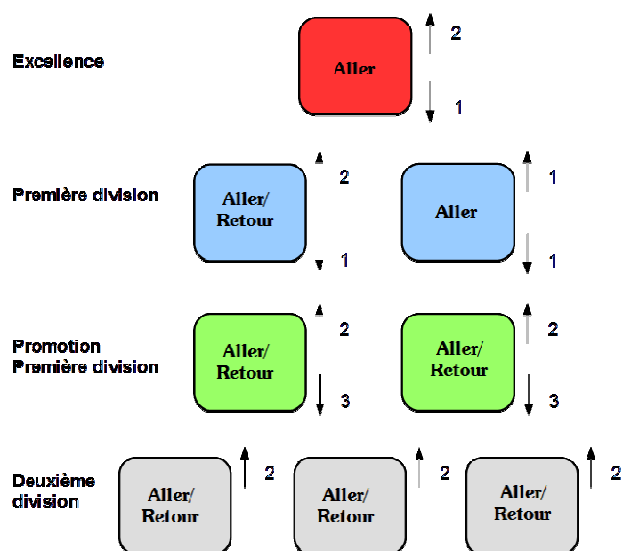 Excellence
Aller
2
1
Première division
Aller/
Retour
2
1
Aller
1
1
Promotion
Première division
Aller/
Retour
2
3
Aller/
Retour
2
3
Deuxième
division
Aller/
Retour
2
Aller/
Retour
2
Aller/
Retour
2